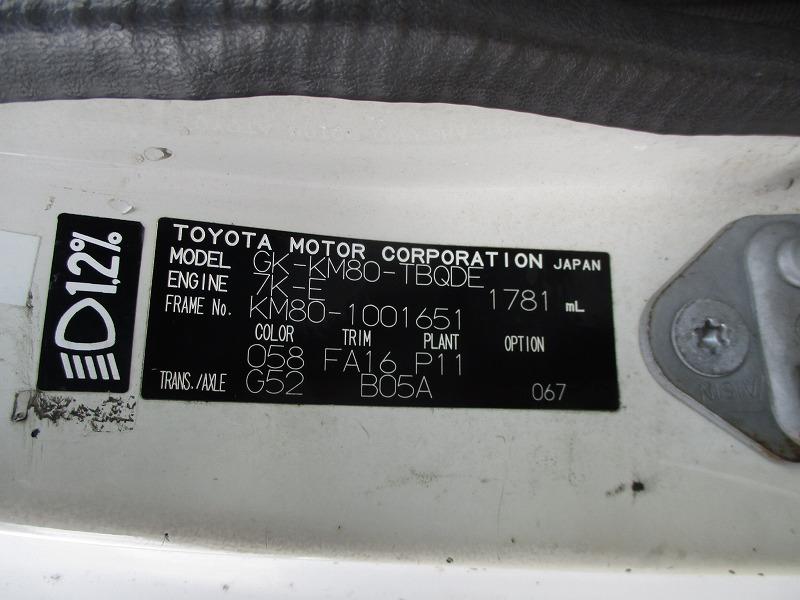 1.2%
TOYOTA MOTOR CORPORATION JAPAN
MODEL GK-KM80-TBQDE
ENGINE 7K-E 1781 mL
FRAME No. KM80-1001651
COLOR TRIM PLANT OPTION
058 FA16 P11
TRANS./AXLE G52 B05A 067
AISIN